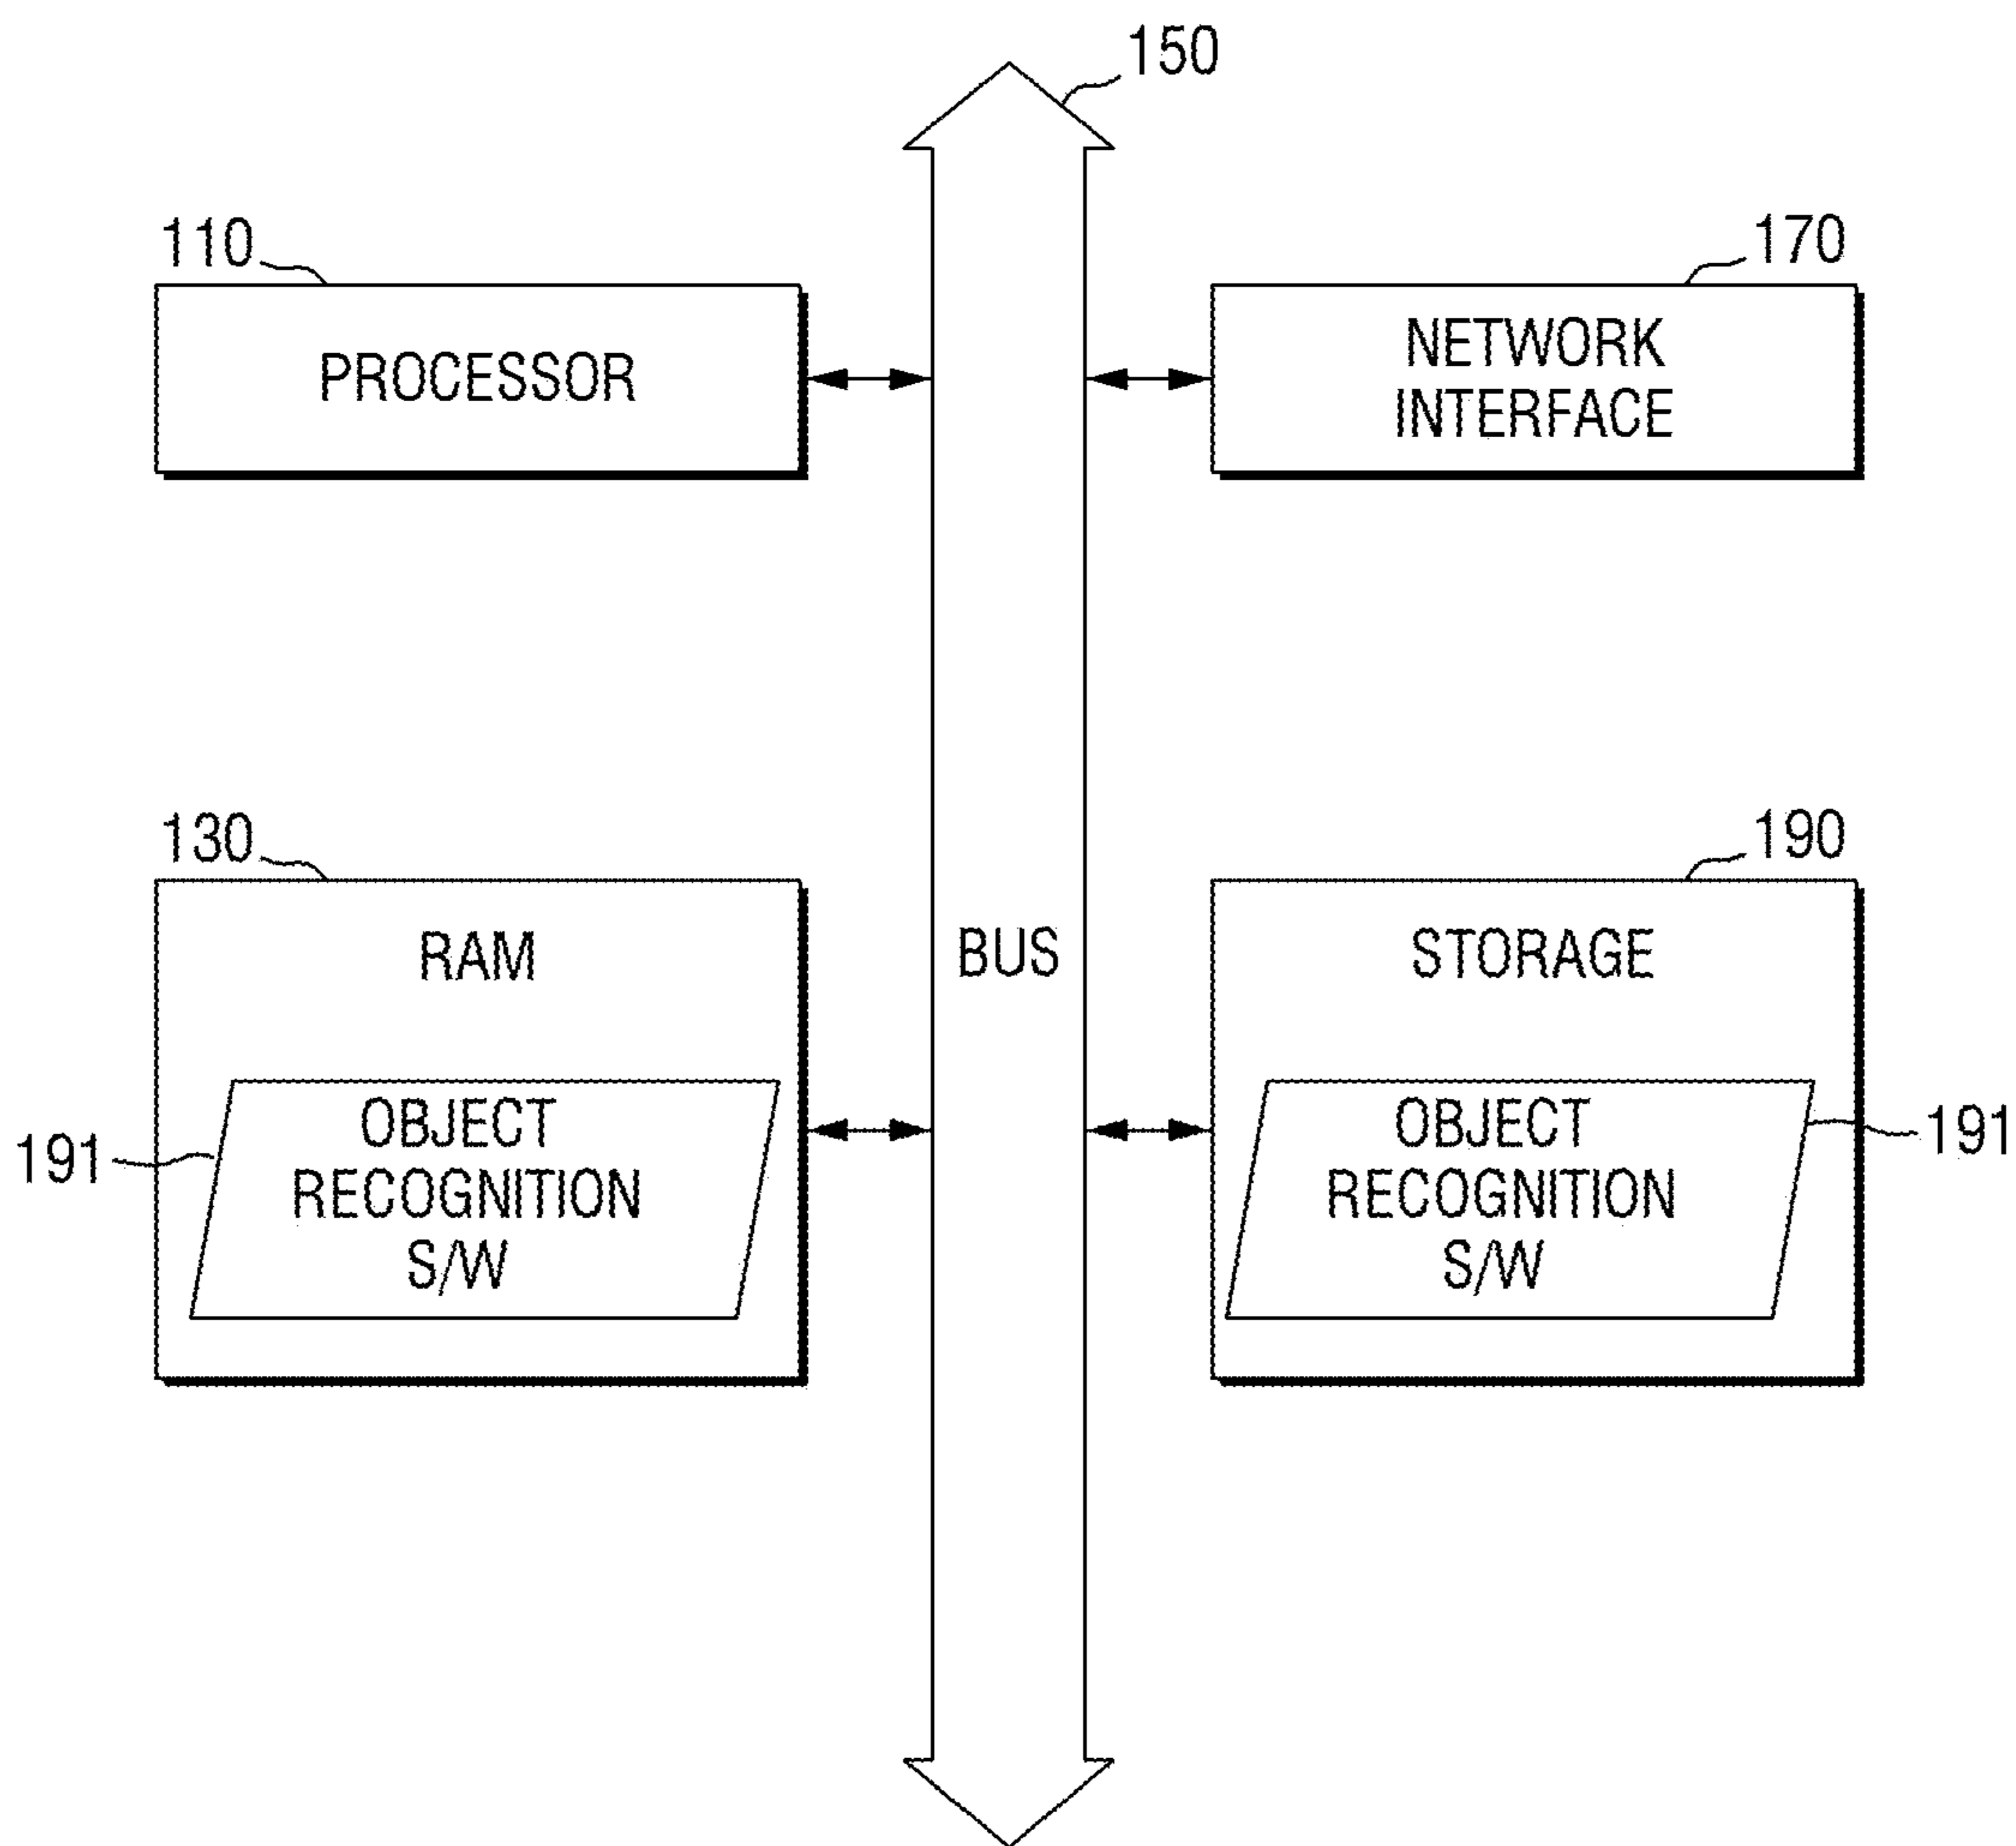 150
110
PROCESSOR
170
NETWORK
INTERFACE
130
RAM
191
OBJECT
RECOGNITION
S/W
BUS
190
STORAGE
OBJECT
RECOGNITION
S/W
191